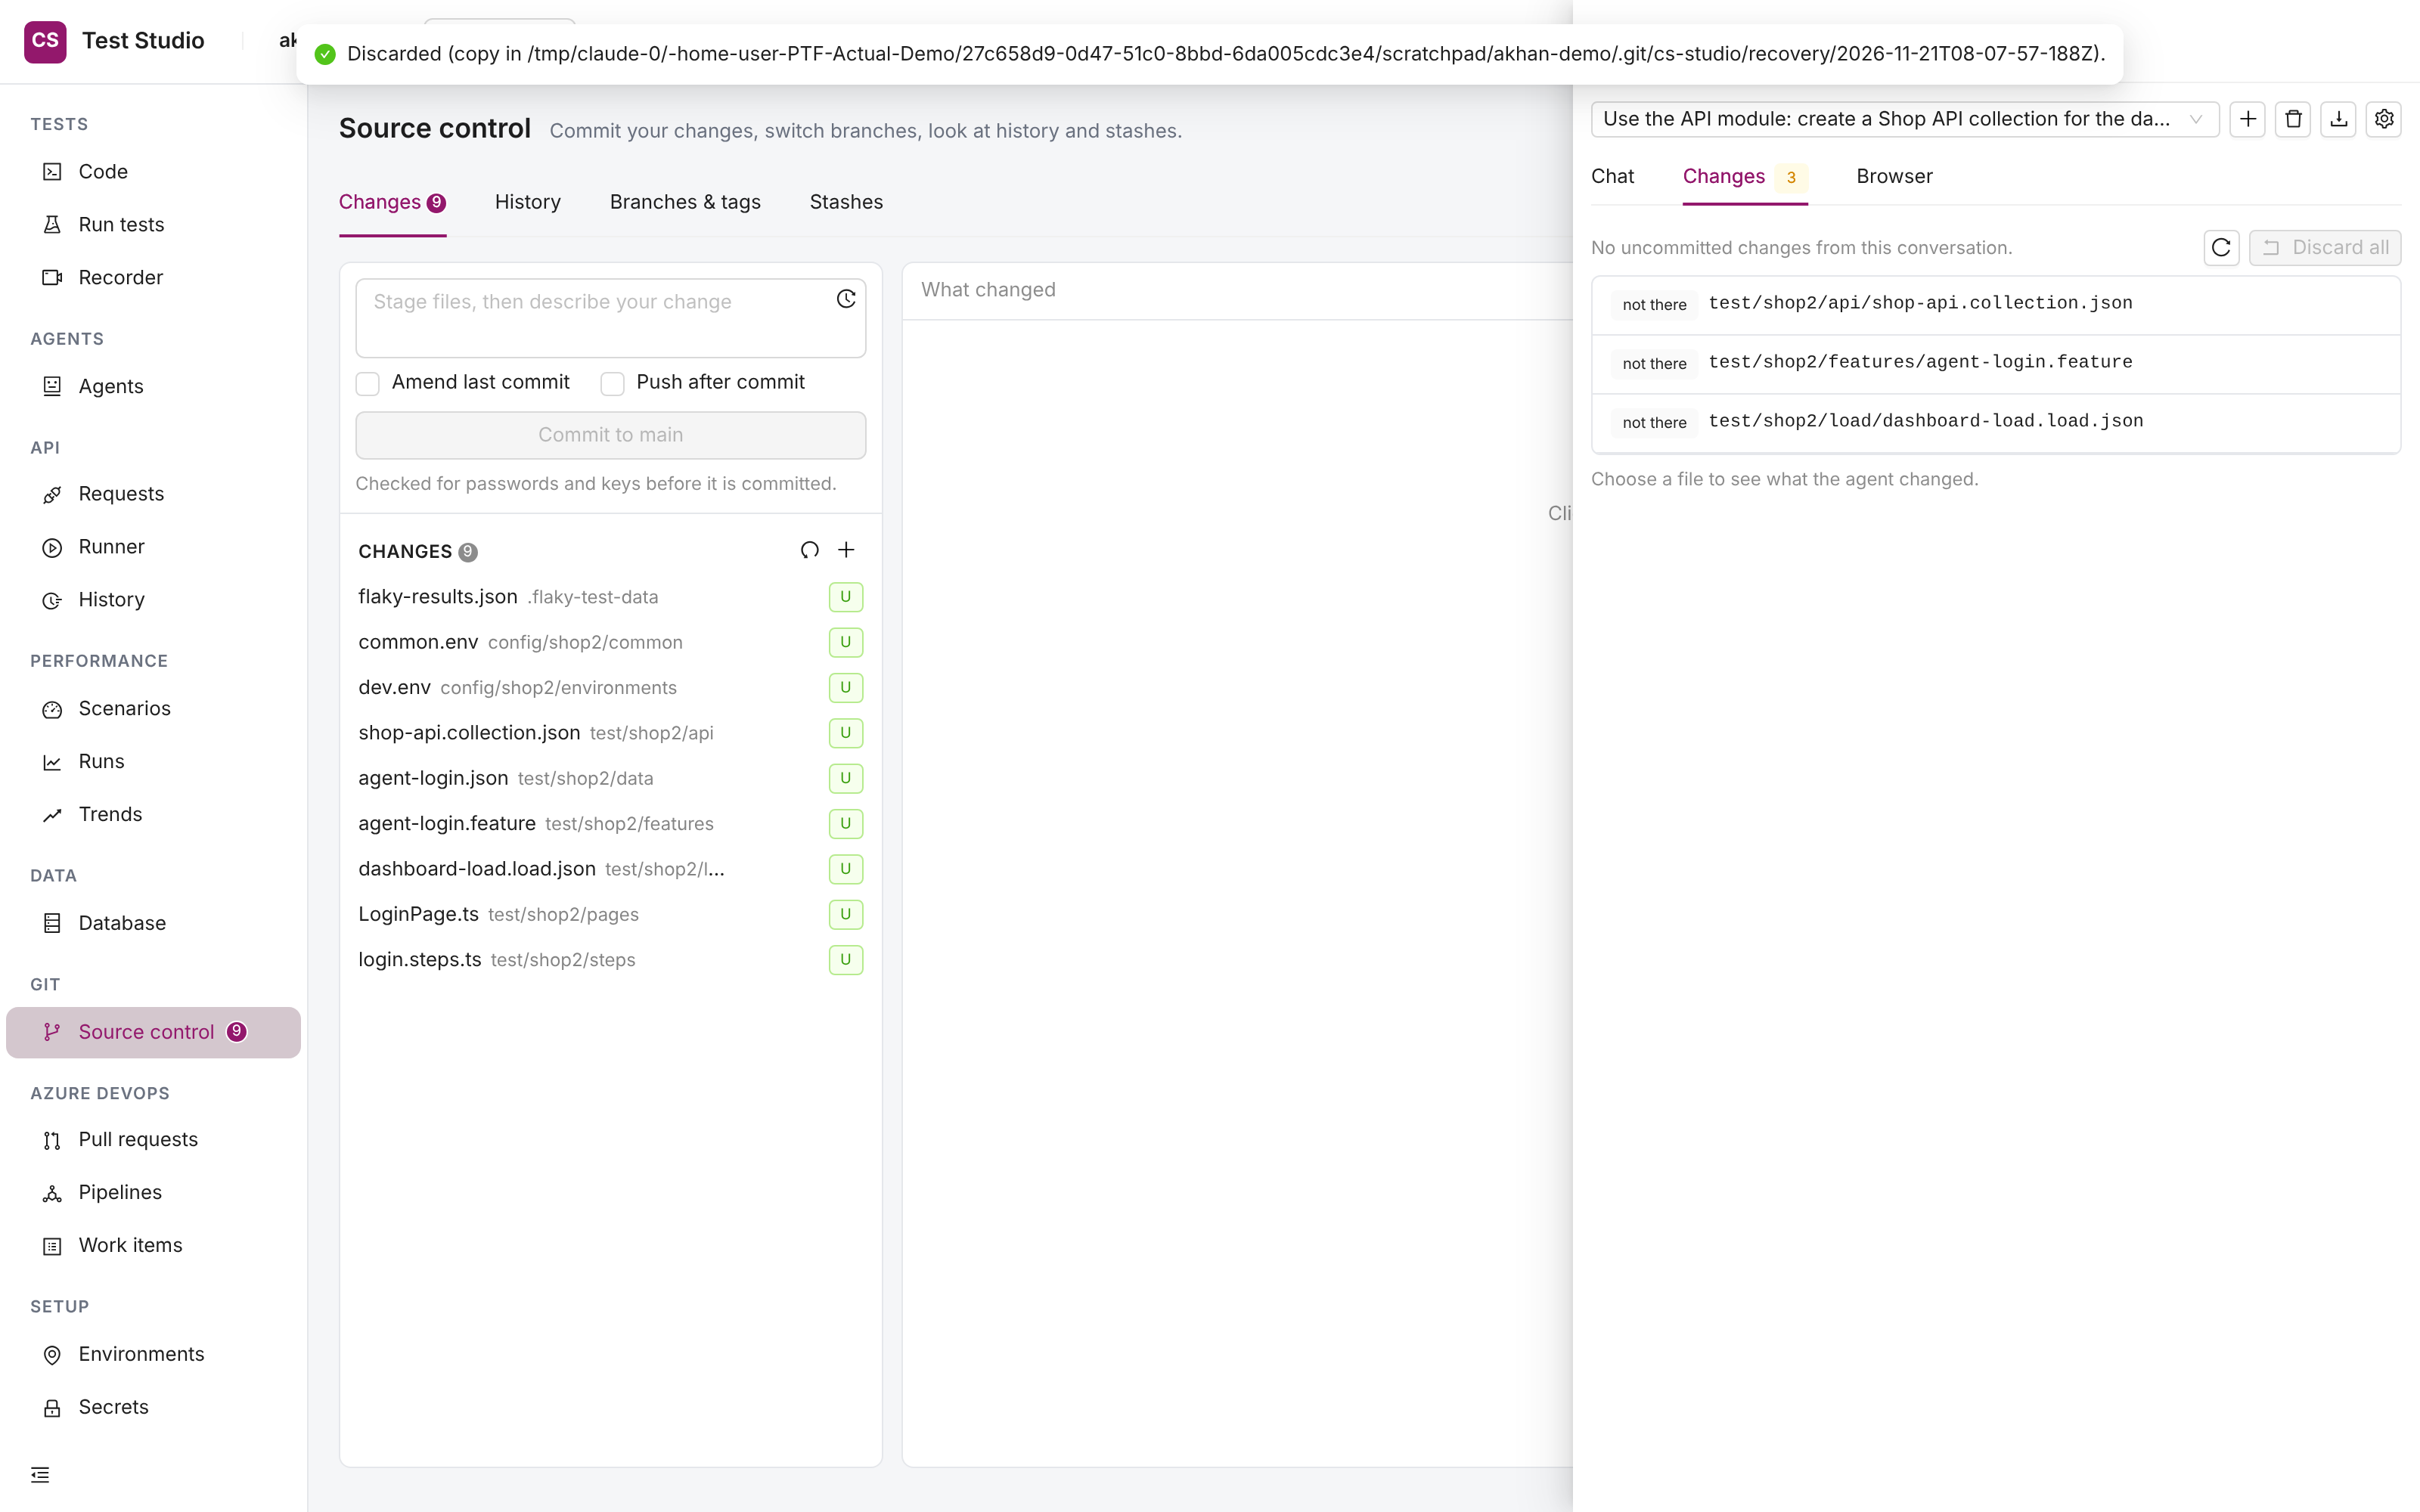 CS Test Studio
Discarded (copy in /tmp/claude-0/-home-user-PTF-Actual-Demo/27c658d9-0d47-51c0-8bbd-6da005cdc3e4/scratchpad/akhan-demo/.git/cs-studio/recovery/2026-11-21T08-07-57-188Z).
TESTS
Code
Run tests
Recorder
AGENTS
Agents
API
Requests
Runner
History
PERFORMANCE
Scenarios
Runs
Trends
DATA
Database
GIT
Source control 9
AZURE DEVOPS
Pull requests
Pipelines
Work items
SETUP
Environments
Secrets
Source control Commit your changes, switch branches, look at history and stashes.
Changes 9 History Branches & tags Stashes
Stage files, then describe your change
Amend last commit Push after commit
Commit to main
Checked for passwords and keys before it is committed.
CHANGES 9
flaky-results.json .flaky-test-data U
common.env config/shop2/common U
dev.env config/shop2/environments U
shop-api.collection.json test/shop2/api U
agent-login.json test/shop2/data U
agent-login.feature test/shop2/features U
dashboard-load.load.json test/shop2/l... U
LoginPage.ts test/shop2/pages U
login.steps.ts test/shop2/steps U
What changed
Cli
Use the API module: create a Shop API collection for the da...
Chat Changes 3 Browser
No uncommitted changes from this conversation. Discard all
not there test/shop2/api/shop-api.collection.json
not there test/shop2/features/agent-login.feature
not there test/shop2/load/dashboard-load.load.json
Choose a file to see what the agent changed.